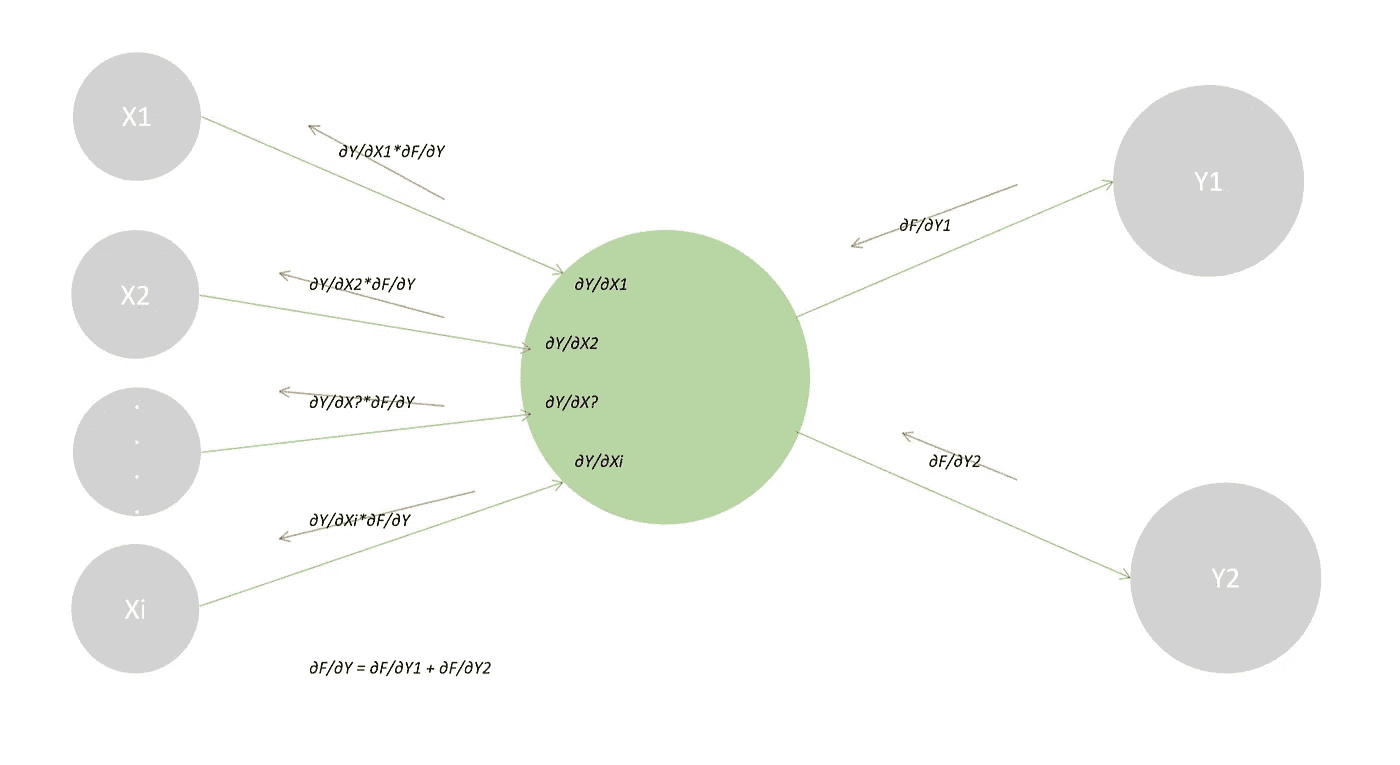 X1
∂Y/∂X1*∂F/∂Y
Y1
∂F/∂Y1
X2
∂Y/∂X2*∂F/∂Y
∂Y/∂X1
∂Y/∂X2
∂Y/∂X?*∂F/∂Y
∂Y/∂X?
∂Y/∂Xi
∂F/∂Y2
∂Y/∂Xi*∂F/∂Y
Xi
Y2
∂F/∂Y = ∂F/∂Y1 + ∂F/∂Y2